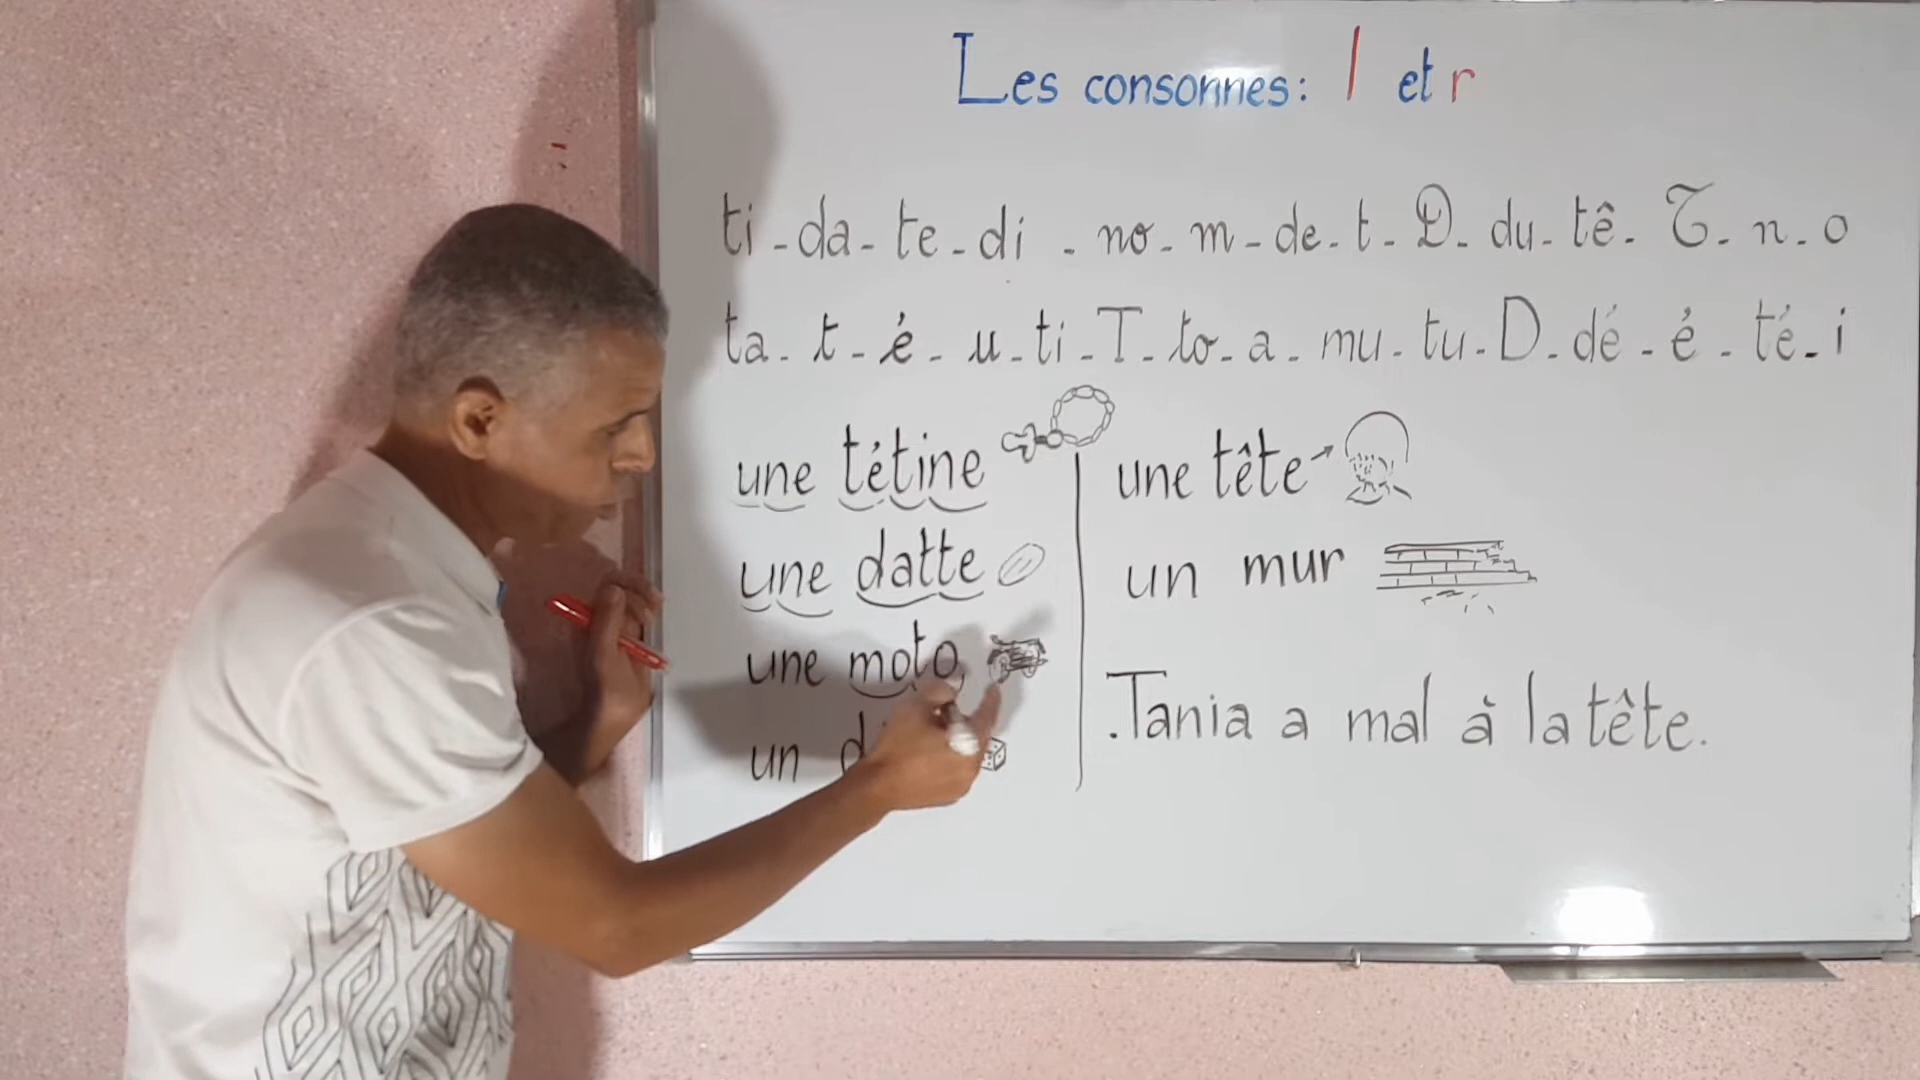 Les consonnes: l et r
ti - da - te - di - no - m - de - t - D - du - tê - T - n - o
ta - t - é - u - ti - T - to - a - mu - tu - D - dé - é - té - i
une tétine
une datte
une moto
un
une tête
un mur
.Tania a mal à la tête.